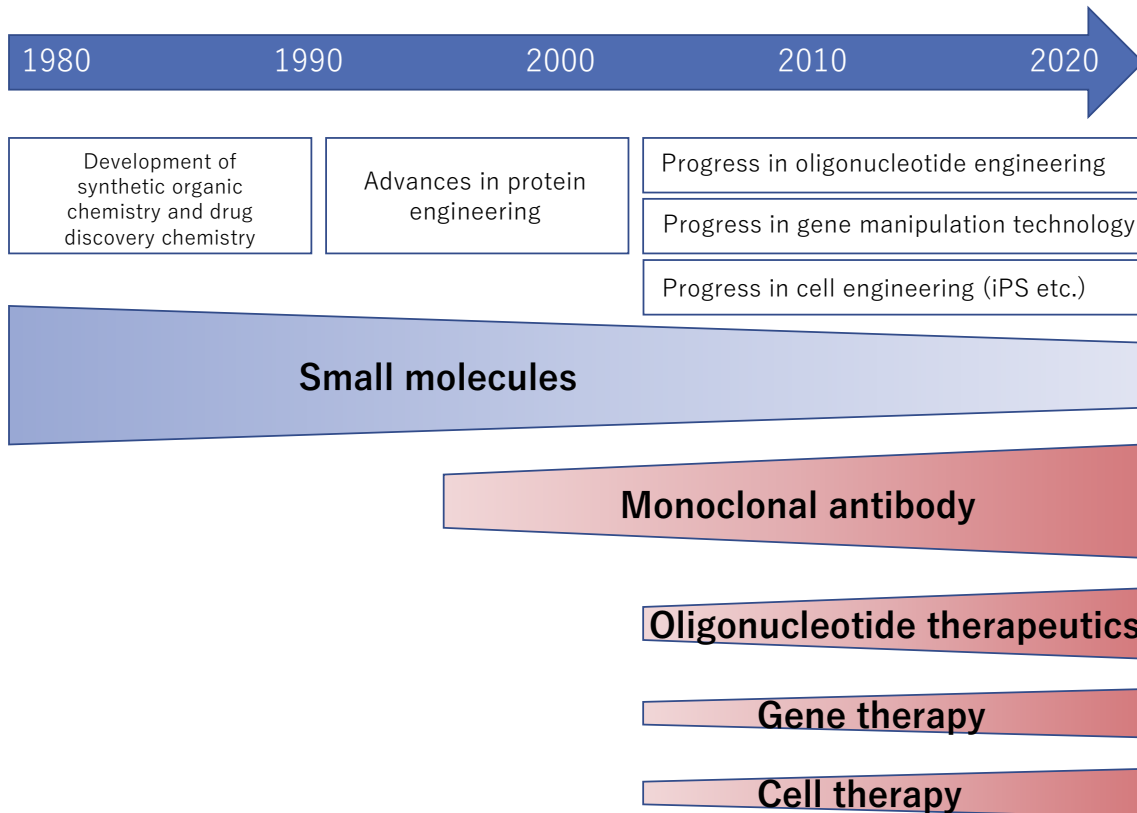 1980 1990 2000 2010 2020
Development of
synthetic organic
chemistry and drug
discovery chemistry
Advances in protein
engineering
Progress in oligonucleotide engineering
Progress in gene manipulation technology
Progress in cell engineering (iPS etc.)
Small molecules
Monoclonal antibody
Oligonucleotide therapeutics
Gene therapy
Cell therapy